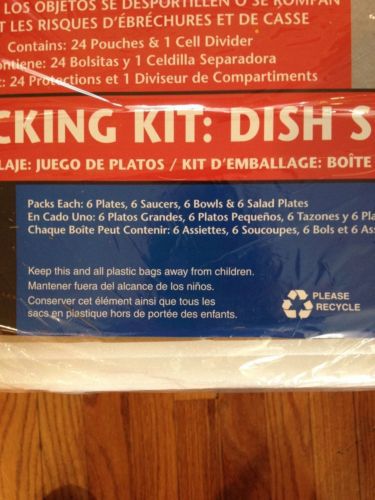 LOS OBJETOS SE DESPORTILLEN O SE ROMPAN
T LES RISQUES D'ÉBRÉCHURES ET DE CASSE
Contains: 24 Pouches & 1 Cell Divider
ontiene: 24 Bolsitas y 1 Celdilla Separadora
t: 24 Protections et 1 Diviseur de Compartiments
CKING KIT: DISH S
LAJE: JUEGO DE PLATOS / KIT D'EMBALLAGE: BOÎTE
Packs Each: 6 Plates, 6 Saucers, 6 Bowls & 6 Salad Plates
En Cado Uno: 6 Platos Grandes, 6 Platos Pequeños, 6 Tazones y 6 Pla
Chaque Boîte Peut Contenir: 6 Assiettes, 6 Soucoupes, 6 Bols et 6 Ass
Keep this and all plastic bags away from children.
Mantener fuera del alcance de los niños.
Conserver cet élément ainsi que tous les
sacs en plastique hors de portée des enfants.
PLEASE
RECYCLE